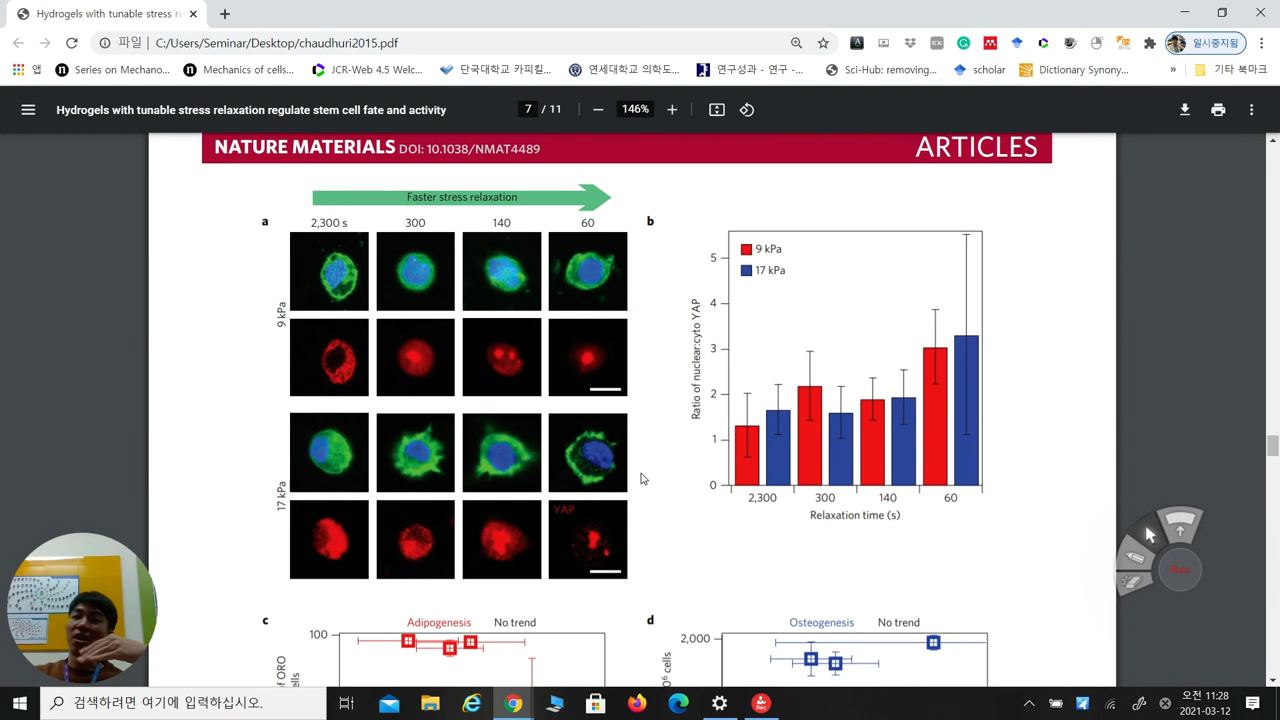 Hydrogels with tunable stress r
파일 | C:/Users/Seminar/Desktop/chaudhuri2015.pdf
일시중지됨
앱
Series on Mechano...
Mechanics of cells...
JCR-Web 4.5 Welc...
단국대학교 카피킬...
연세대학교 의학도...
연구성과 - 연구 -...
Sci-Hub: removing...
scholar
Dictionary Synony...
»
기타 북마크
Hydrogels with tunable stress relaxation regulate stem cell fate and activity
7 / 11
146%
NATURE MATERIALS DOI: 10.1038/NMAT4489
ARTICLES
Faster stress relaxation
a
2,300 s
300
140
60
9 kPa
17 kPa
YAP
b
9 kPa
17 kPa
Ratio of nuclear:cyto YAP
5
4
3
2
1
0
2,300
300
140
60
Relaxation time (s)
c
Adipogenesis
No trend
100
of ORO
cells
d
Osteogenesis
No trend
2,000
⁶ cells
Rec
검색하려면 여기에 입력하십시오.
오전 11:28
2021-03-12